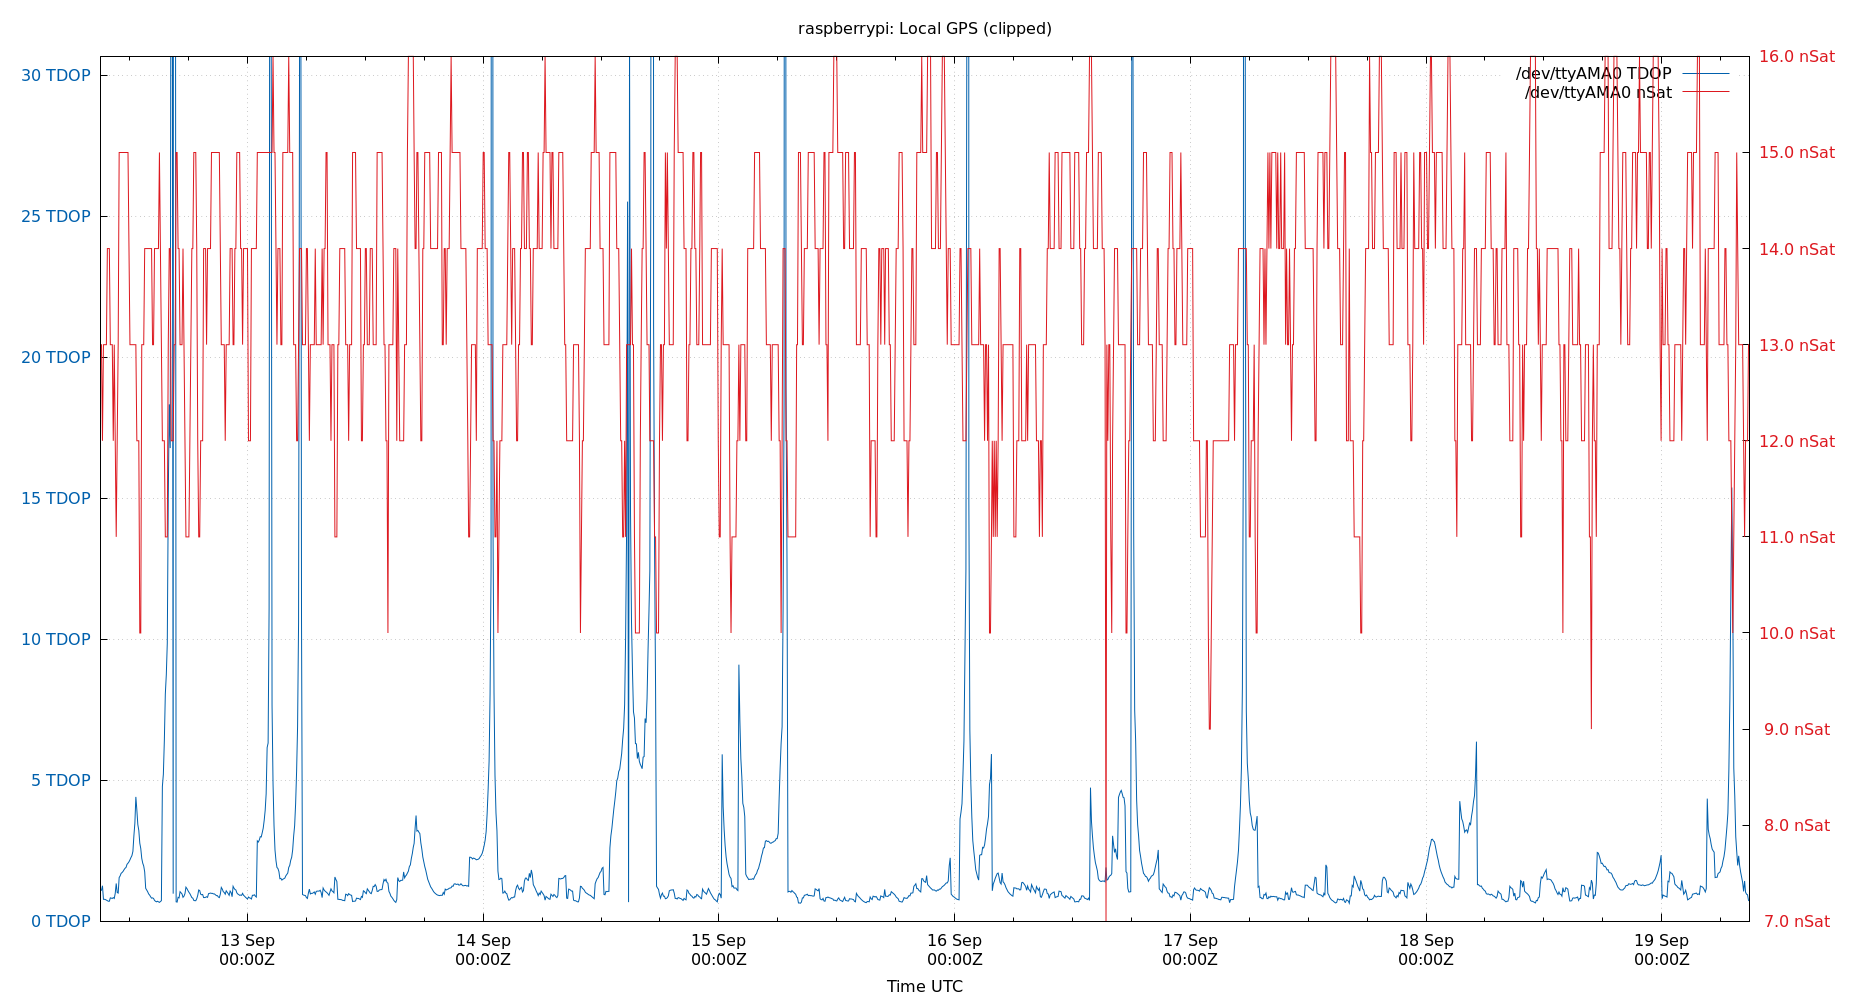 raspberrypi: Local GPS (clipped)
/dev/ttyAMA0 TDOP
/dev/ttyAMA0 nSat
30 TDOP
25 TDOP
20 TDOP
15 TDOP
10 TDOP
5 TDOP
0 TDOP
16.0 nSat
15.0 nSat
14.0 nSat
13.0 nSat
12.0 nSat
11.0 nSat
10.0 nSat
9.0 nSat
8.0 nSat
7.0 nSat
13 Sep
00:00Z
14 Sep
00:00Z
15 Sep
00:00Z
16 Sep
00:00Z
17 Sep
00:00Z
18 Sep
00:00Z
19 Sep
00:00Z
Time UTC